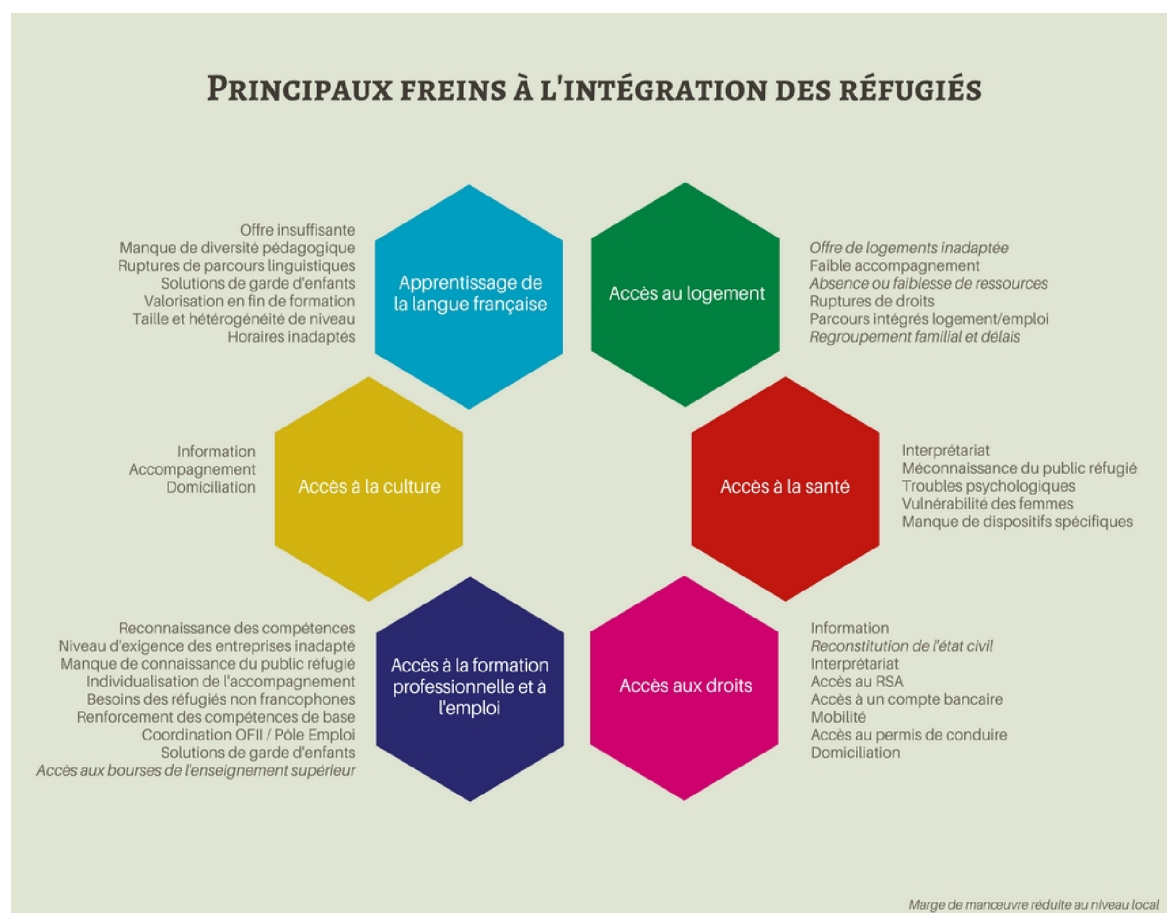 PRINCIPAUX FREINS À L'INTÉGRATION DES RÉFUGIÉS
Offre insuffisante
Manque de diversité pédagogique
Ruptures de parcours linguistiques
Solutions de garde d'enfants
Valorisation en fin de formation
Taille et hétérogénéité de niveau
Horaires inadaptés
Apprentissage de
la langue française
Accès au logement
Offre de logements inadaptée
Faible accompagnement
Absence ou faiblesse de ressources
Ruptures de droits
Parcours intégrés logement/emploi
Regroupement familial et délais
Information
Accompagnement
Domiciliation
Accès à la culture
Accès à la santé
Interprétariat
Méconnaissance du public réfugié
Troubles psychologiques
Vulnérabilité des femmes
Manque de dispositifs spécifiques
Reconnaissance des compétences
Niveau d'exigence des entreprises inadapté
Manque de connaissance du public réfugié
Individualisation de l'accompagnement
Besoins des réfugiés non francophones
Renforcement des compétences de base
Coordination OFII / Pôle Emploi
Solutions de garde d'enfants
Accès aux bourses de l'enseignement supérieur
Accès à la formation
professionnelle et à
l'emploi
Accès aux droits
Information
Reconstitution de l'état civil
Interprétariat
Accès au RSA
Accès à un compte bancaire
Mobilité
Accès au permis de conduire
Domiciliation
Marge de manœuvre réduite au niveau local